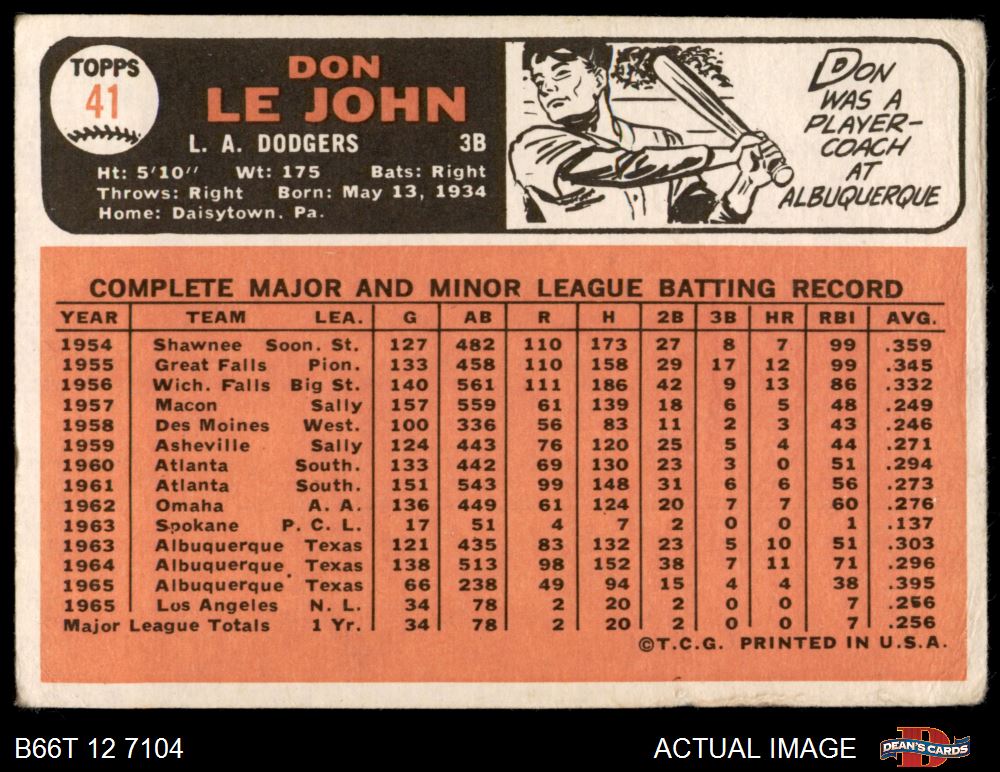 TOPPS
41
DON
LE JOHN
L. A. DODGERS 3B
Ht: 5'10" Wt: 175 Bats: Right
Throws: Right Born: May 13, 1934
Home: Daisytown, Pa.
DON
WAS A
PLAYER-
COACH
AT
ALBUQUERQUE
COMPLETE MAJOR AND MINOR LEAGUE BATTING RECORD
YEAR TEAM LEA. G AB R H 2B 3B HR RBI AVG.
1954 Shawnee Soon. St. 127 482 110 173 27 8 7 99 .359
1955 Great Falls Pion. 133 458 110 158 29 17 12 99 .345
1956 Wich. Falls Big St. 140 561 111 186 42 9 13 86 .332
1957 Macon Sally 157 559 61 139 18 6 5 48 .249
1958 Des Moines West. 100 336 56 83 11 2 3 43 .246
1959 Asheville Sally 124 443 76 120 25 5 4 44 .271
1960 Atlanta South. 133 442 69 130 23 3 0 51 .294
1961 Atlanta South. 151 543 99 148 31 6 6 56 .273
1962 Omaha A. A. 136 449 61 124 20 7 7 60 .276
1963 Spokane P. C. L. 17 51 4 7 2 0 0 1 .137
1963 Albuquerque Texas 121 435 83 132 23 5 10 51 .303
1964 Albuquerque Texas 138 513 98 152 38 7 11 71 .296
1965 Albuquerque Texas 66 238 49 94 15 4 4 38 .395
1965 Los Angeles N. L. 34 78 2 20 2 0 0 7 .256
Major League Totals 1 Yr. 34 78 2 20 2 0 0 7 .256
©T.C.G. PRINTED IN U.S.A.
B66T 12 7104 ACTUAL IMAGE
DEAN'S CARDS